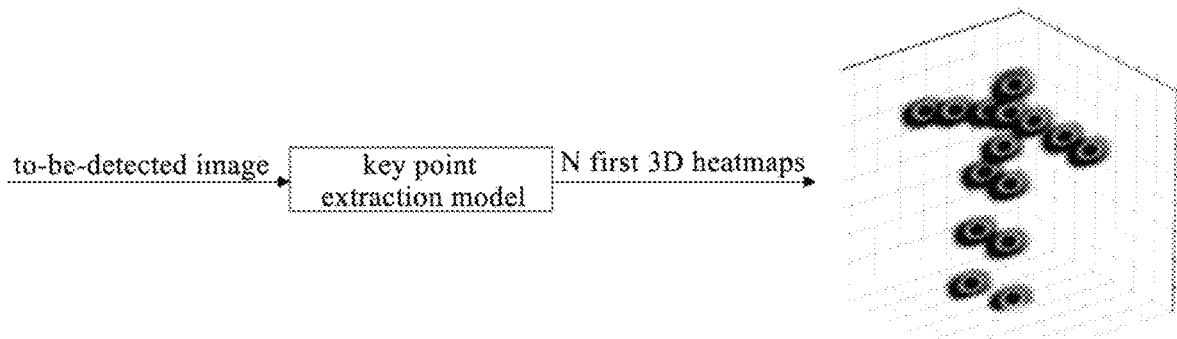 to-be-detected image
key point
extraction model
N first 3D heatmaps